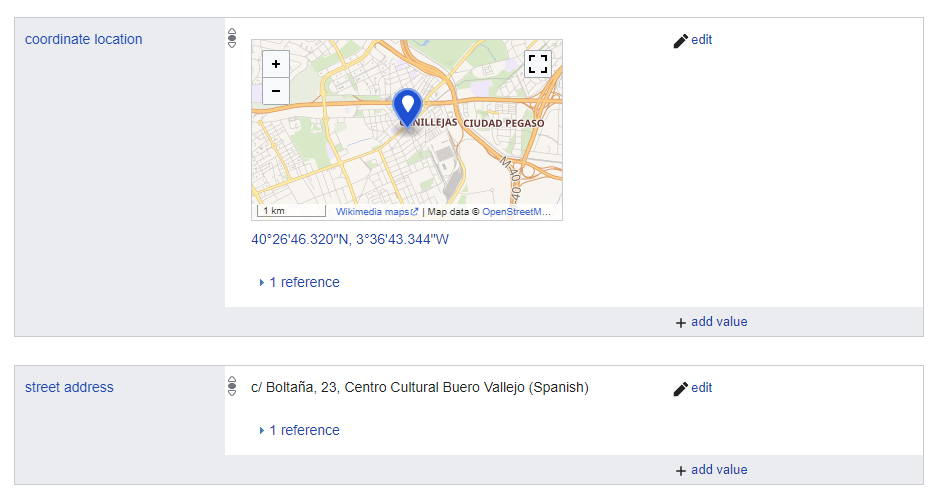 coordinate location
edit
+
−
CANILLEJAS CIUDAD PEGASO
M-40
1 km
Wikimedia maps | Map data © OpenStreetM...
40°26'46.320"N, 3°36'43.344"W
1 reference
+ add value
street address
c/ Boltaña, 23, Centro Cultural Buero Vallejo (Spanish)
edit
1 reference
+ add value